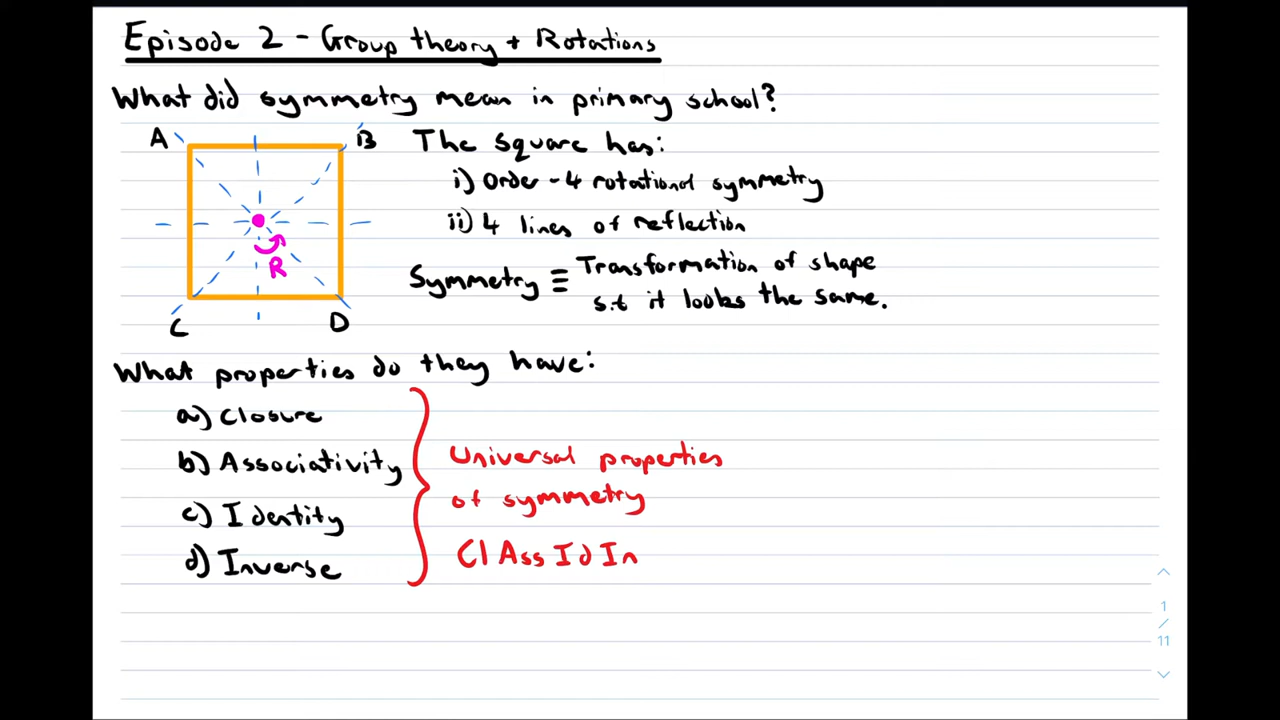 Episode 2 - Group theory + Rotations
What did symmetry mean in primary school?
A
B
The square has:
i) Order-4 rotational symmetry
ii) 4 lines of reflection
R
Symmetry ≡ Transformation of shape
s.t it looks the same.
C
D
What properties do they have:
a) Closure
b) Associativity
Universal properties
of symmetry
c) Identity
Cl Ass Id In
d) Inverse
1
/
11